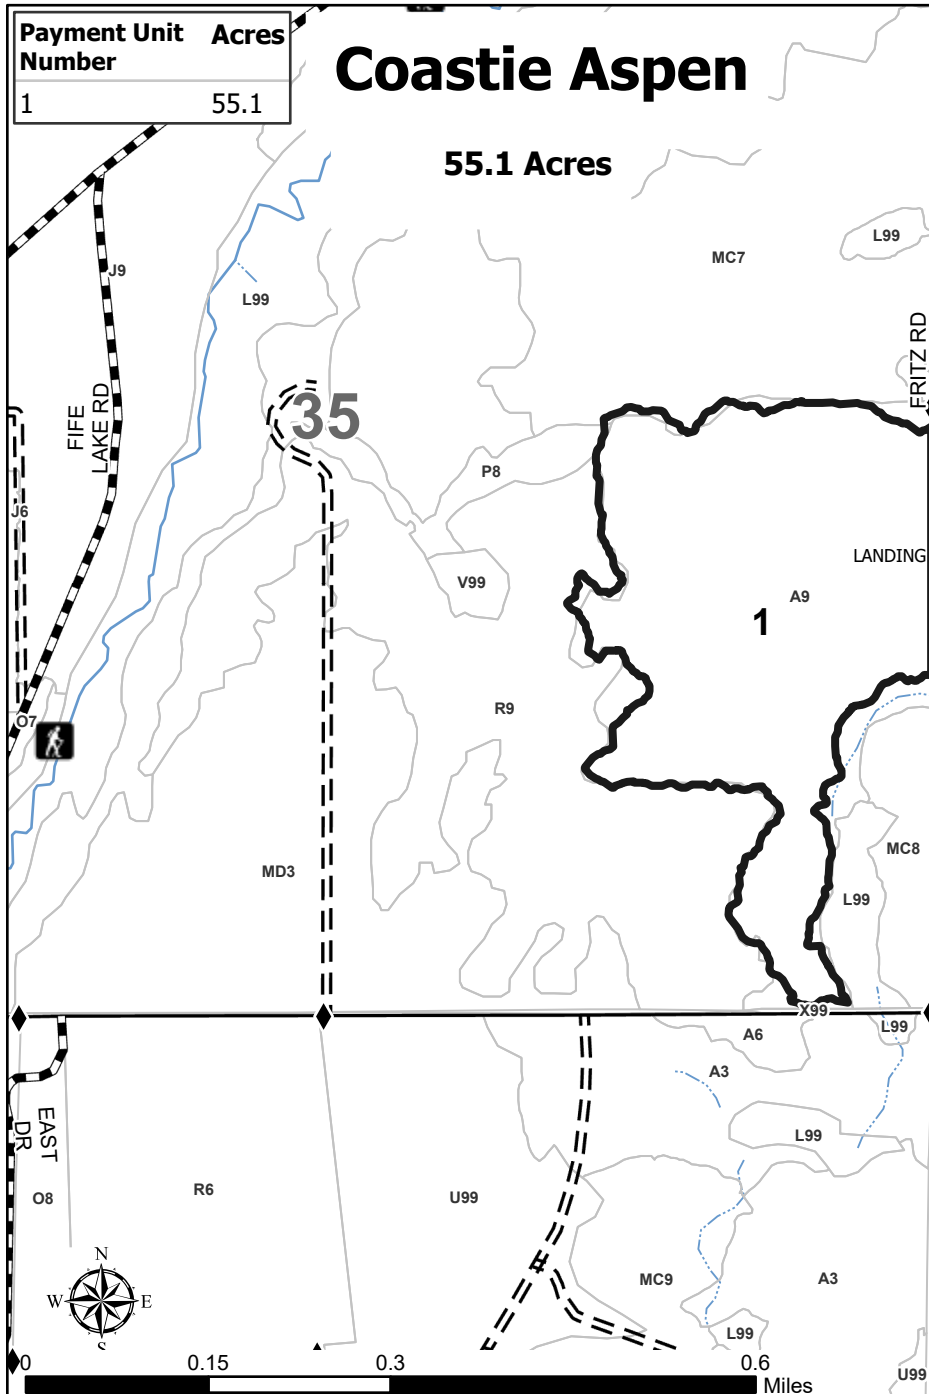 Payment Unit Number Acres
1 55.1
Coastie Aspen
55.1 Acres
L99
MC7
J9
L99
FRITZ RD
FIFE
LAKE RD
35
P8
J6
LANDING
V99
A9
1
R9
O7
MC8
MD3
L99
X99
A6
L99
A3
EAST
DR
L99
R6
O8
U99
N
W E
S
MC9
A3
L99
U99
0 0.15 0.3 0.6
Miles